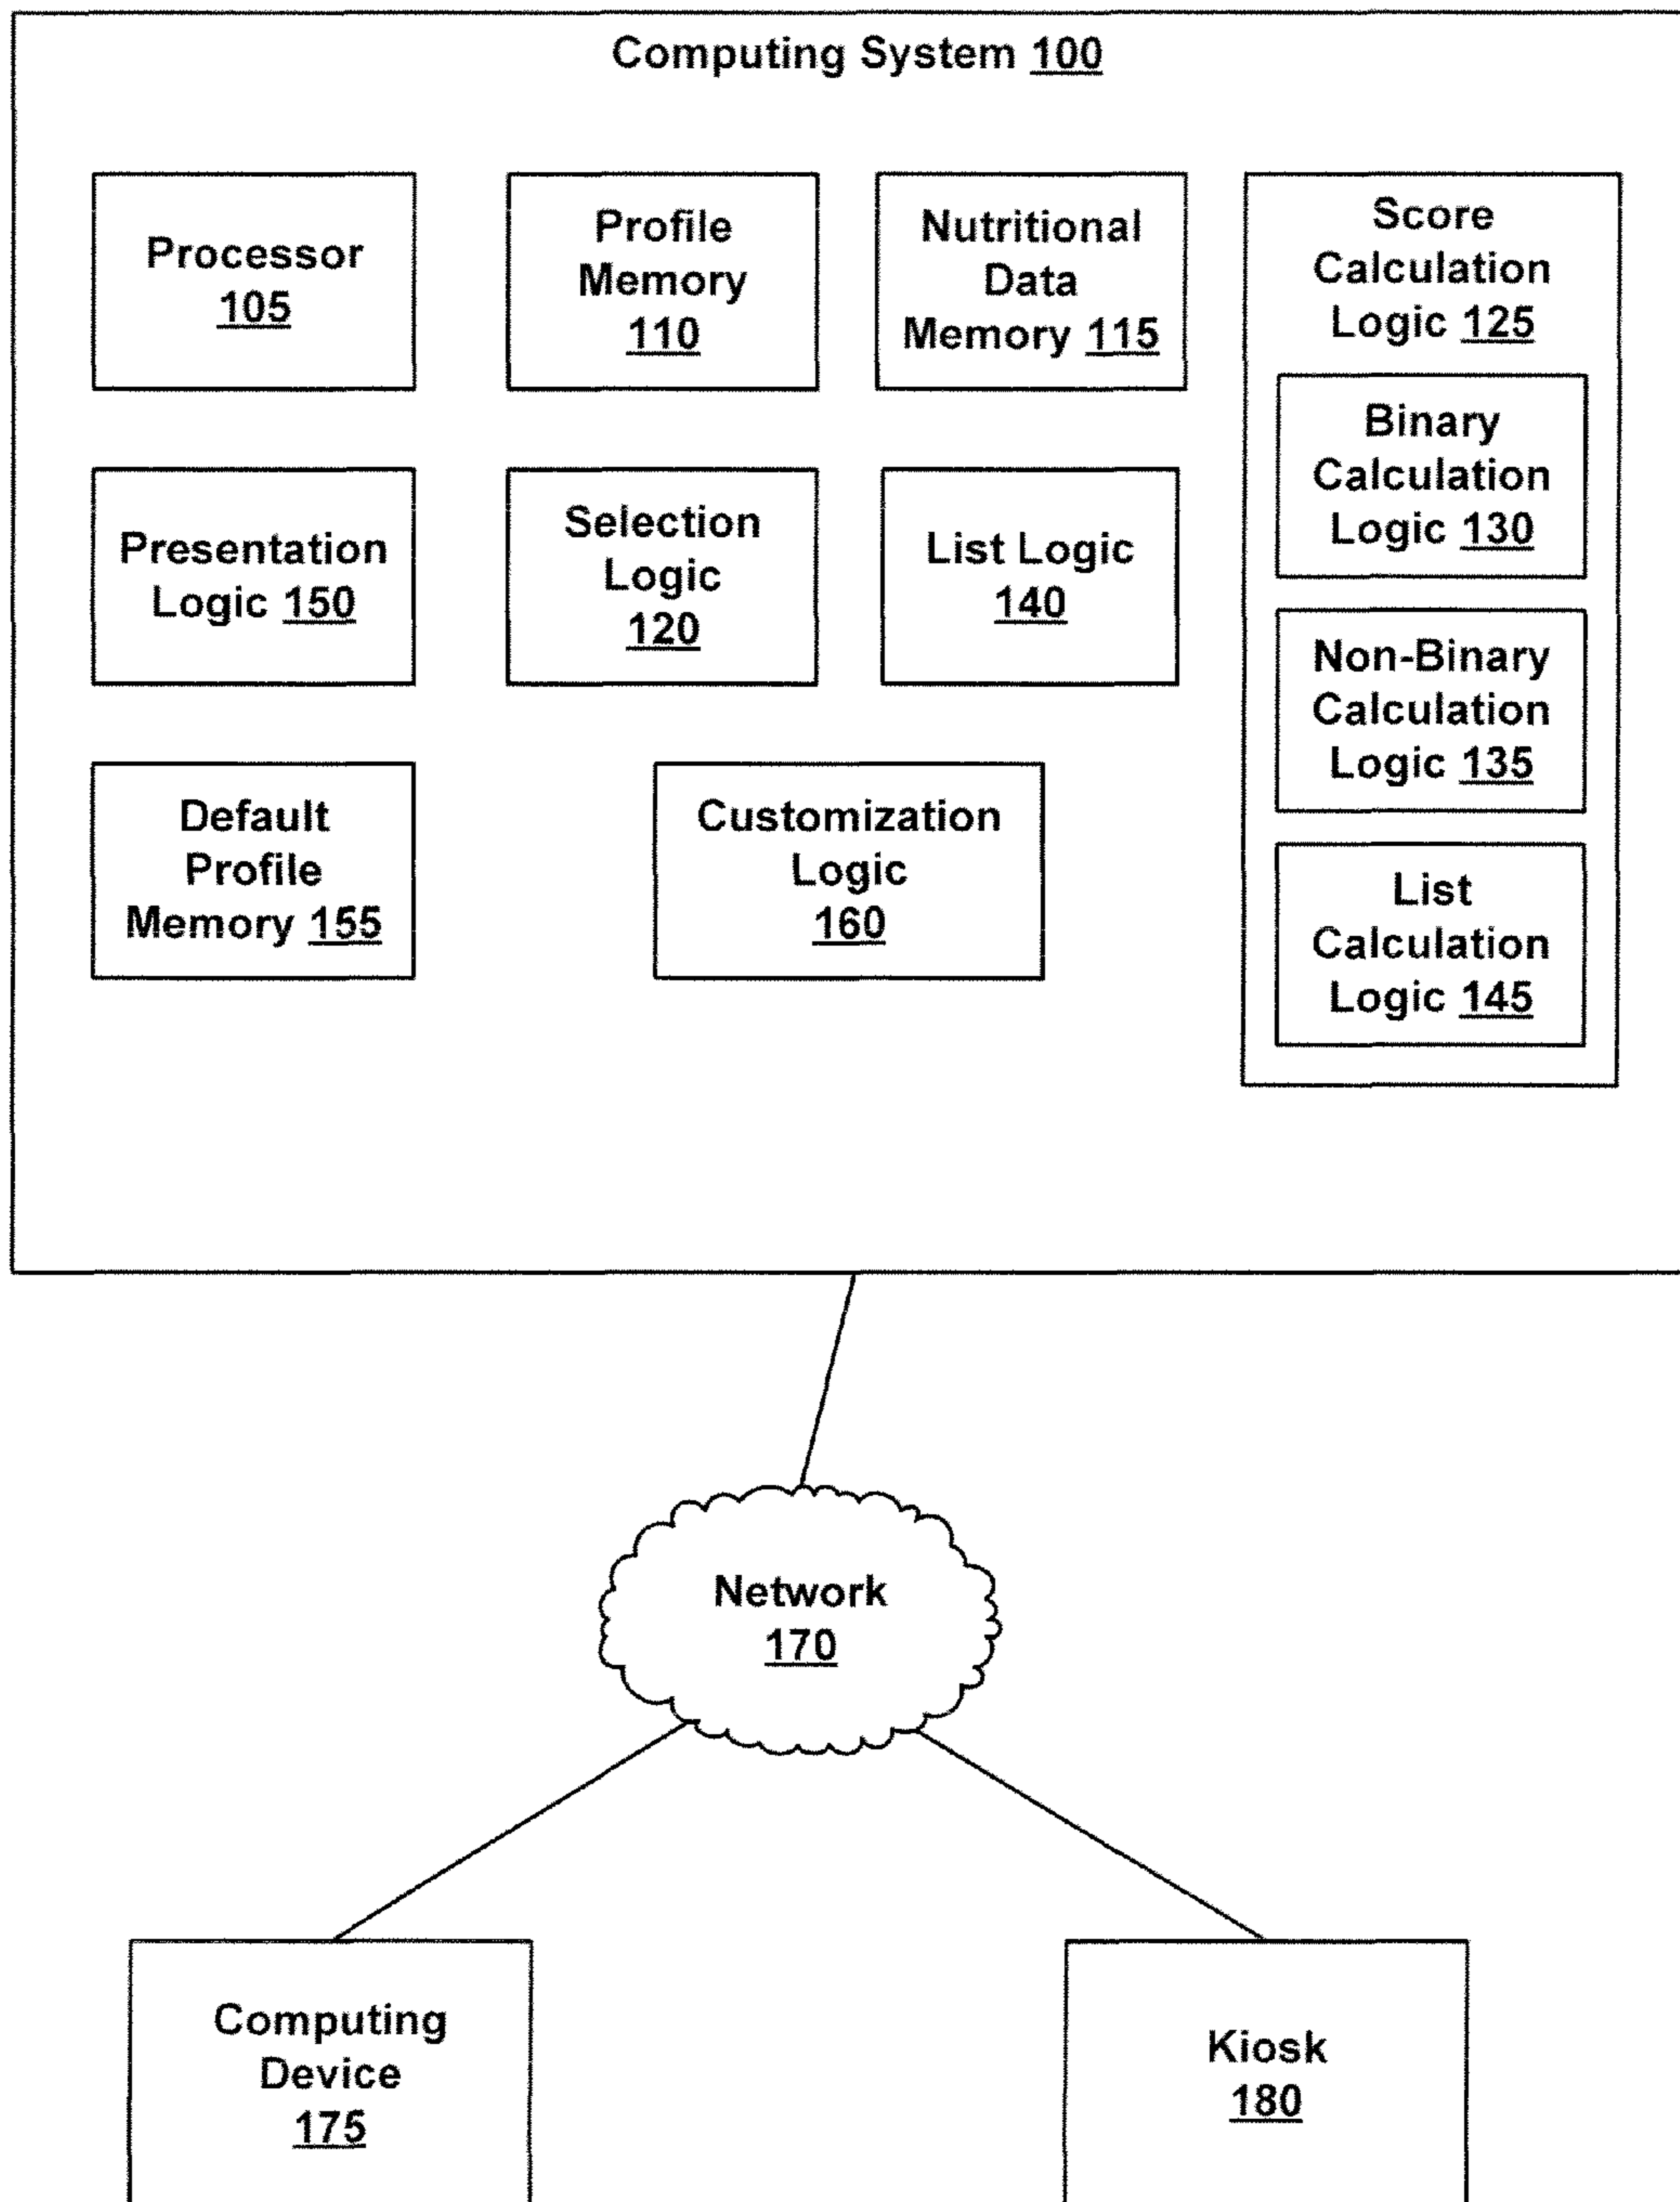 Computing System 100
Processor
105
Profile
Memory
110
Nutritional
Data
Memory 115
Score
Calculation
Logic 125
Binary
Calculation
Logic 130
Non-Binary
Calculation
Logic 135
List
Calculation
Logic 145
Presentation
Logic 150
Selection
Logic
120
List Logic
140
Default
Profile
Memory 155
Customization
Logic
160
Network
170
Computing
Device
175
Kiosk
180